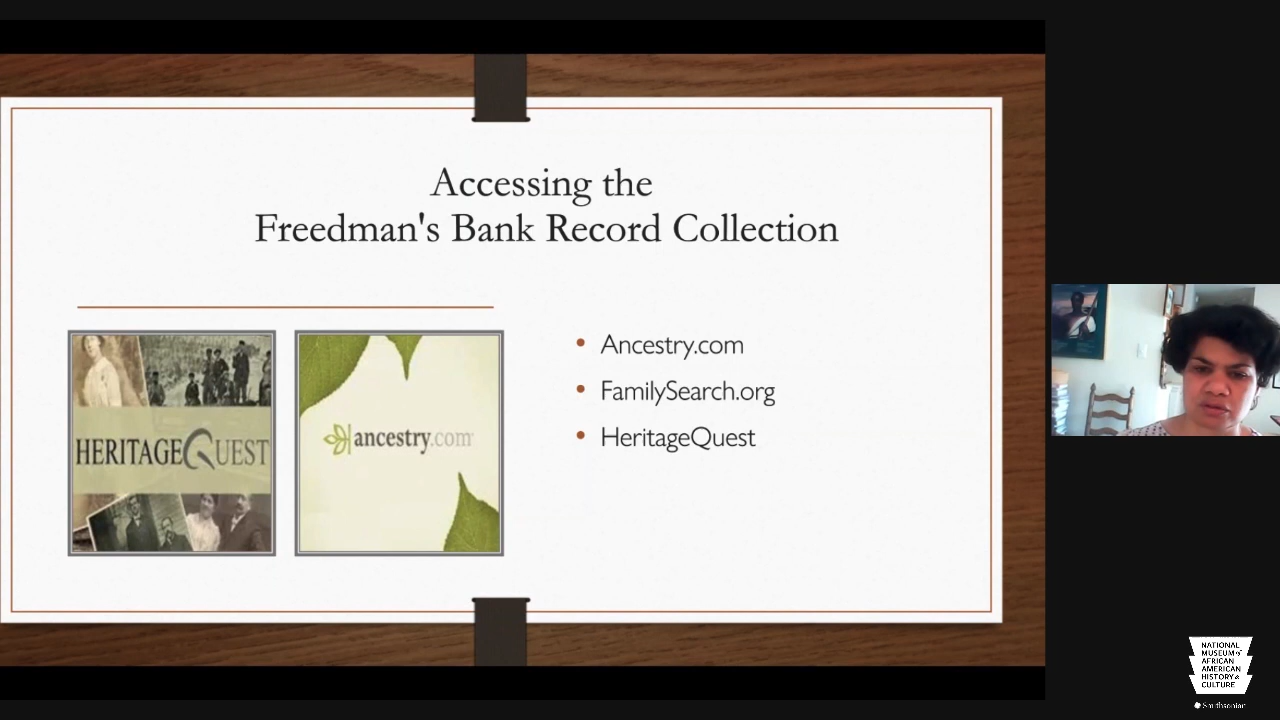 Accessing the
Freedman's Bank Record Collection
HERITAGEQUEST
ancestry.com
• Ancestry.com
• FamilySearch.org
• HeritageQuest
NATIONAL
MUSEUM of
AFRICAN
AMERICAN
HISTORY &
CULTURE
Smithsonian